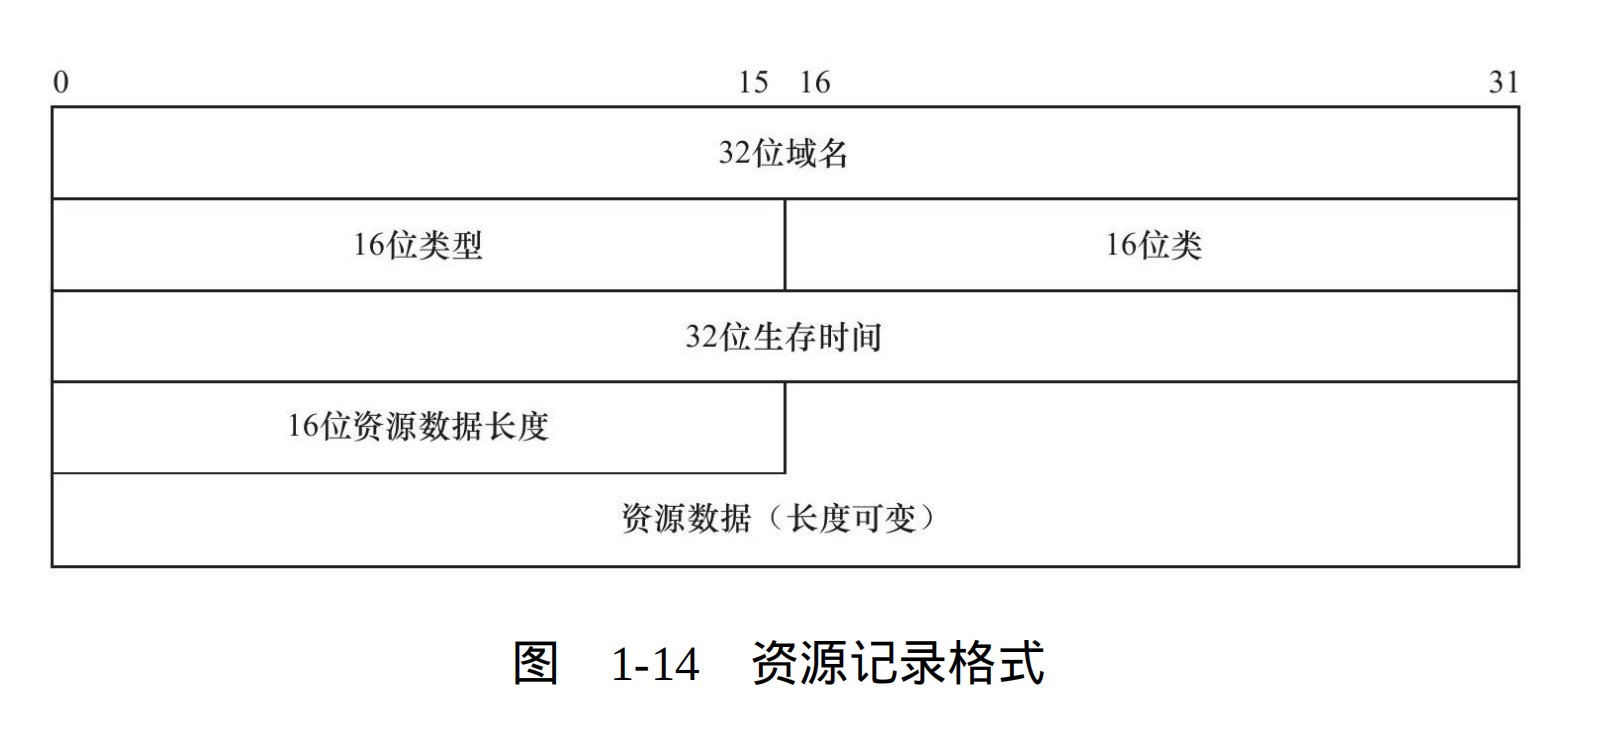 0 15 16 31
32位域名
16位类型 16位类
32位生存时间
16位资源数据长度
资源数据（长度可变）
图 1-14 资源记录格式